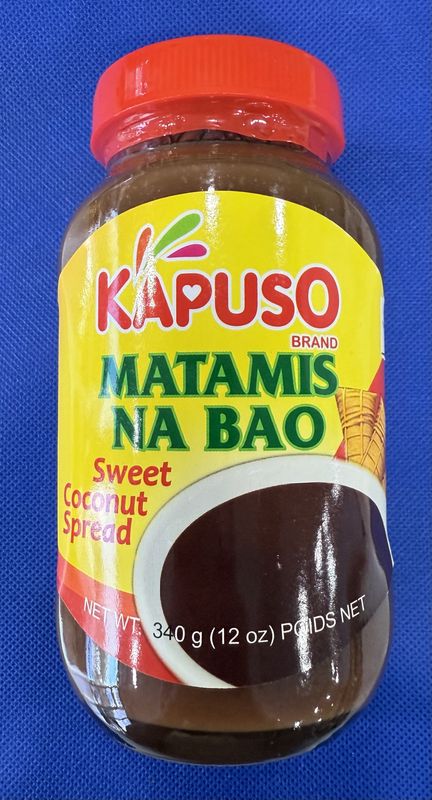 KAPUSO
BRAND
MATAMIS
NA BAO
Sweet
Coconut
Spread
NET WT. 340 g (12 oz) POIDS NET